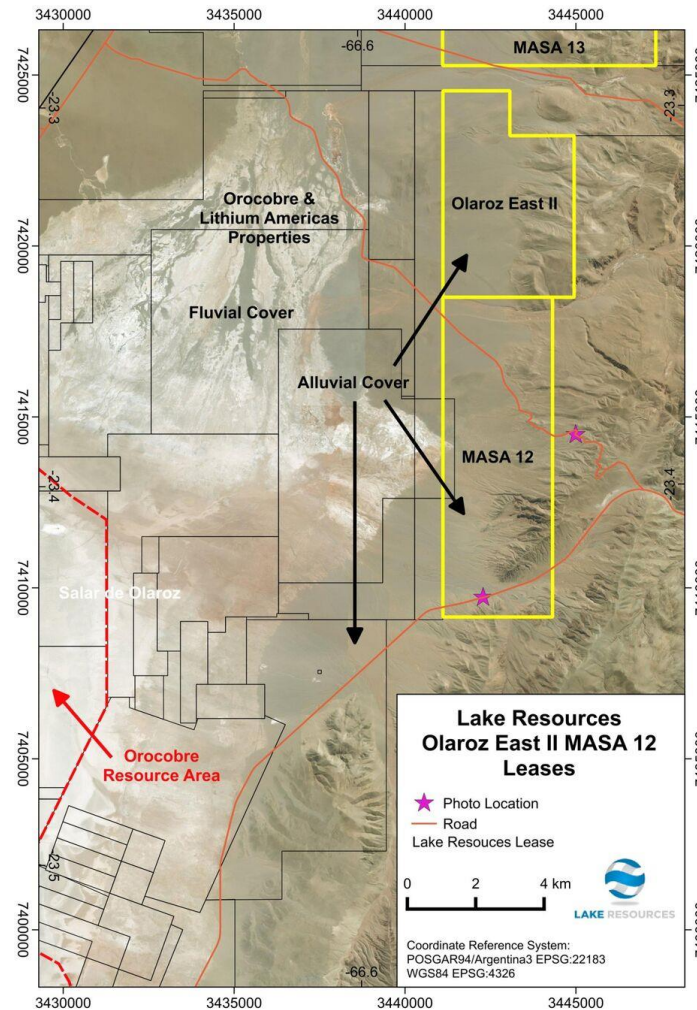 3430000
3435000
3440000
3445000
-66.6
MASA 13
7425000
-23.3
-23.3
Olaroz East II
Orocobre &
Lithium Americas
Properties
7420000
Fluvial Cover
Alluvial Cover
7415000
MASA 12
-23.4
-23.4
7410000
Salar de Olaroz
Orocobre
Resource Area
7405000
-23.5
7400000
-66.6
Lake Resources
Olaroz East II MASA 12
Leases
Photo Location
Road
Lake Resouces Lease
0 2 4 km
LAKE RESOURCES
Coordinate Reference System:
POSGAR94/Argentina3 EPSG:22183
WGS84 EPSG:4326
3430000
3435000
3440000
3445000